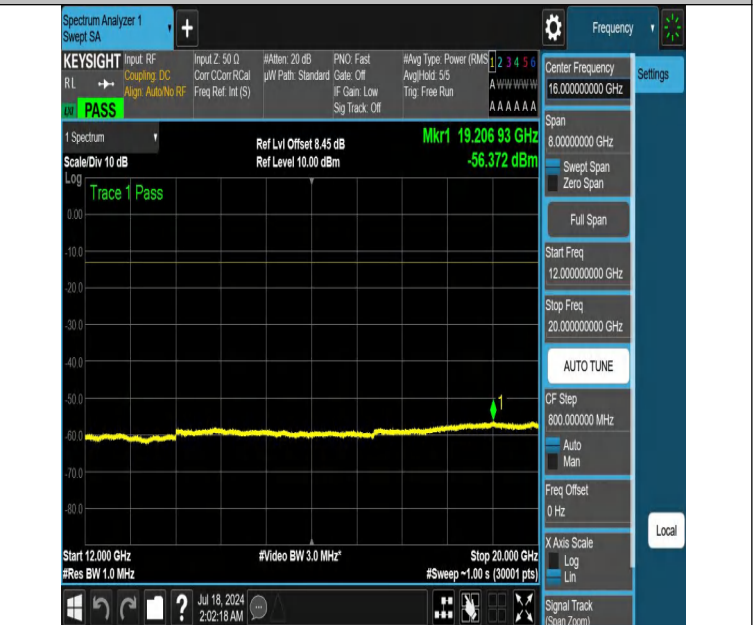 Spectrum Analyzer 1
Swept SA
+
Frequency
KEYSIGHT
RL
PASS
Input: RF
Coupling: DC
Align: Auto/No RF
Input Z: 50 Ω
Corr CCorr RCal
Freq Ref: Int (S)
#Atten: 20 dB
µW Path: Standard
PNO: Fast
Gate: Off
IF Gain: Low
Sig Track: Off
#Avg Type: Power (RMS
Avg|Hold: 5/5
Trig: Free Run
1 2 3 4 5 6
A W W W W W
A A A A A A
1 Spectrum
Scale/Div 10 dB
Ref Lvl Offset 8.45 dB
Ref Level 10.00 dBm
Mkr1 19.206 93 GHz
-56.372 dBm
Log
Trace 1 Pass
0.00
-10.0
-20.0
-30.0
-40.0
-50.0
-60.0
-70.0
-80.0
1
Start 12.000 GHz
#Res BW 1.0 MHz
#Video BW 3.0 MHz*
Stop 20.000 GHz
#Sweep ~1.00 s (30001 pts)
?
Jul 18, 2024
2:02:18 AM
Center Frequency
16.000000000 GHz
Settings
Span
8.00000000 GHz
Swept Span
Zero Span
Full Span
Start Freq
12.000000000 GHz
Stop Freq
20.000000000 GHz
AUTO TUNE
CF Step
800.000000 MHz
Auto
Man
Freq Offset
0 Hz
X Axis Scale
Log
Lin
Local
Signal Track
(Span Zoom)